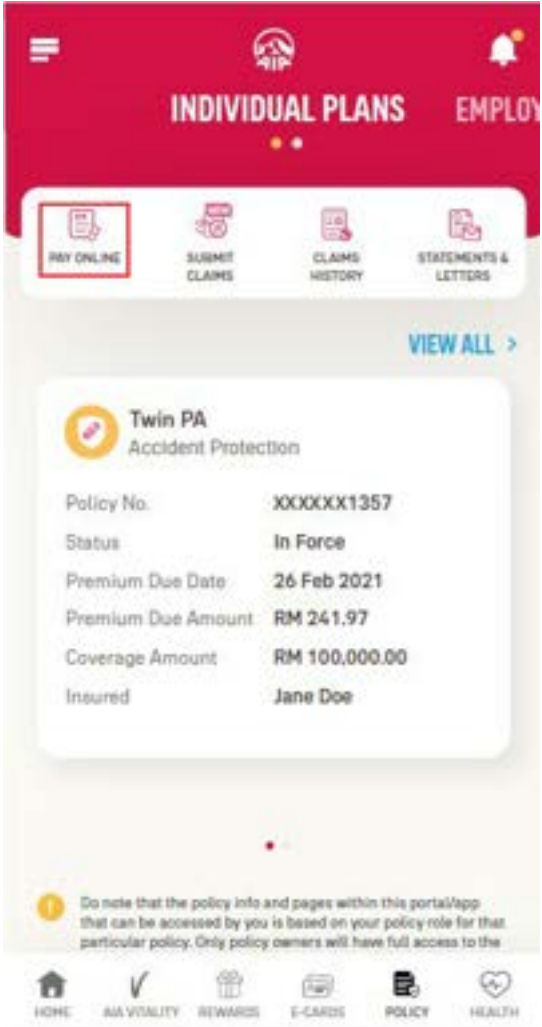 AIA
INDIVIDUAL PLANS EMPLOY
PAY ONLINE SUBMIT CLAIMS STATEMENTS &
CLAIMS HISTORY LETTERS
VIEW ALL >
Twin PA
Accident Protection
Policy No. XXXXXX1357
Status In Force
Premium Due Date 26 Feb 2021
Premium Due Amount RM 241.97
Coverage Amount RM 100,000.00
Insured Jane Doe
Do note that the policy info and pages within this portal/app
that can be accessed by you is based on your policy role for that
particular policy. Only policy owners will have full access to the
HOME AIA VITALITY REWARDS E-CARDS POLICY HEALTH